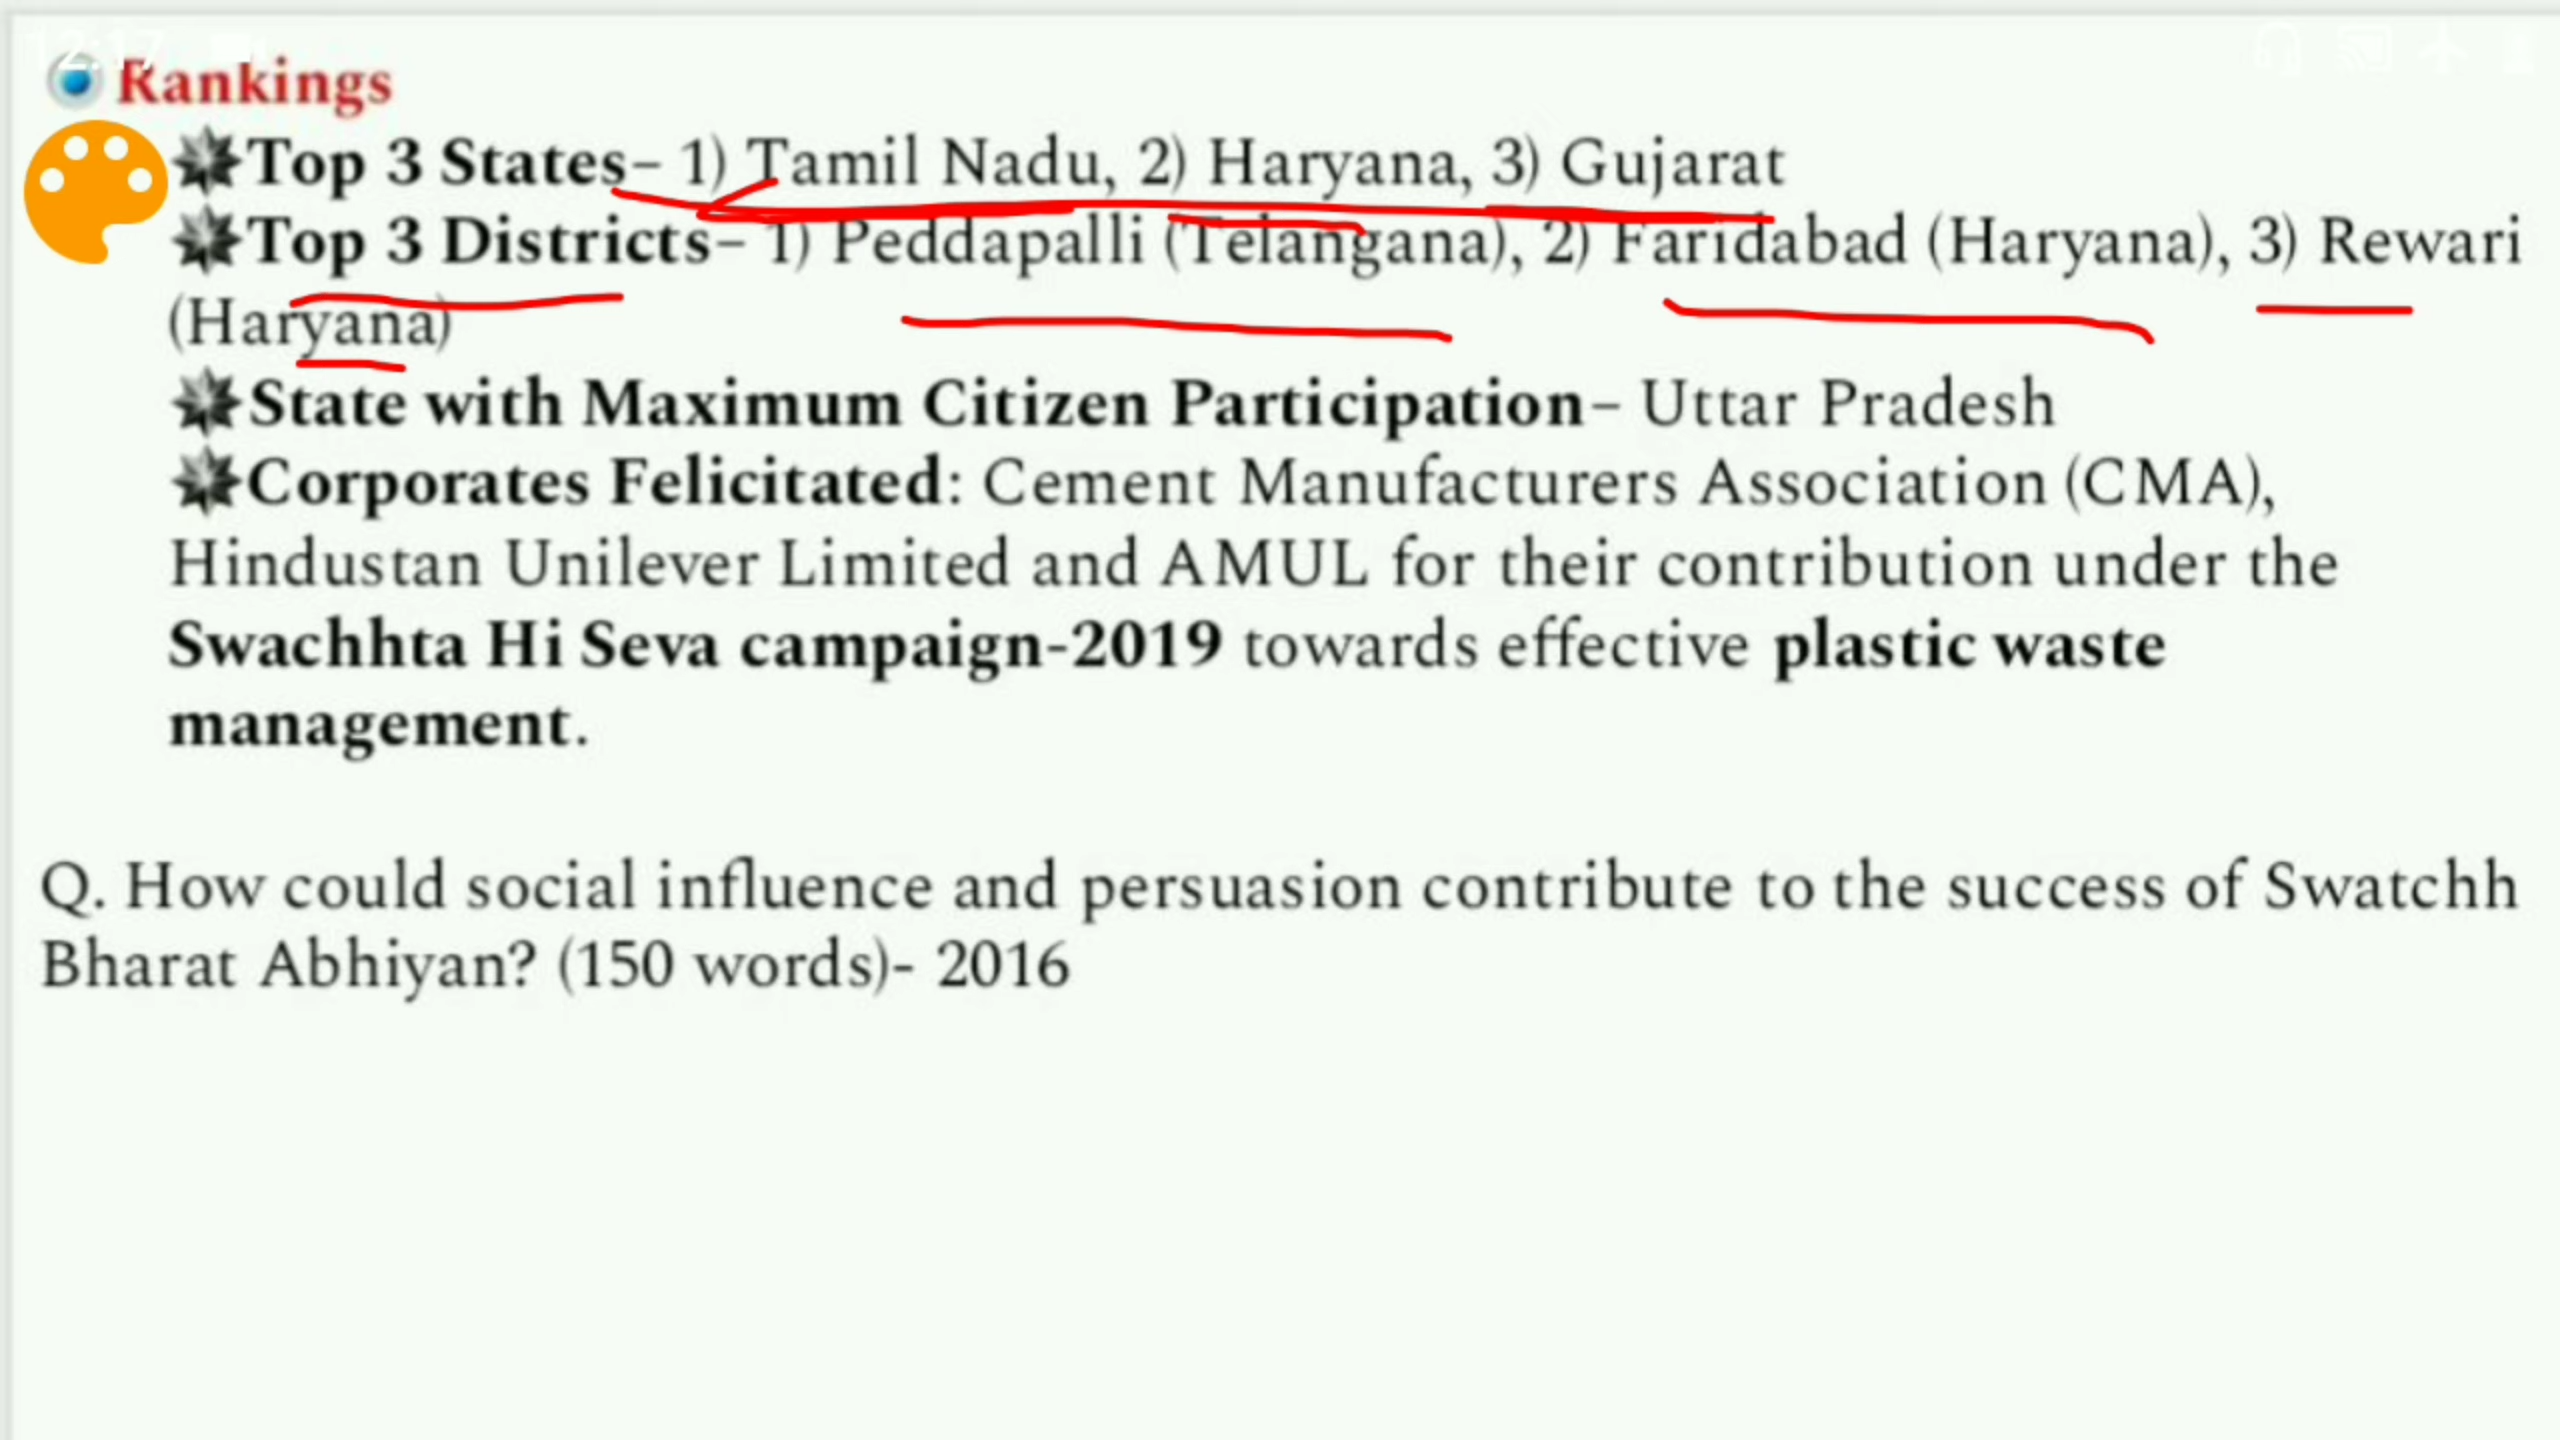 12:17
Rankings
Top 3 States– 1) Tamil Nadu, 2) Haryana, 3) Gujarat
Top 3 Districts– 1) Peddapalli (Telangana), 2) Faridabad (Haryana), 3) Rewari
(Haryana)
State with Maximum Citizen Participation– Uttar Pradesh
Corporates Felicitated: Cement Manufacturers Association (CMA),
Hindustan Unilever Limited and AMUL for their contribution under the
Swachhta Hi Seva campaign-2019 towards effective plastic waste
management.
Q. How could social influence and persuasion contribute to the success of Swatchh
Bharat Abhiyan? (150 words)- 2016